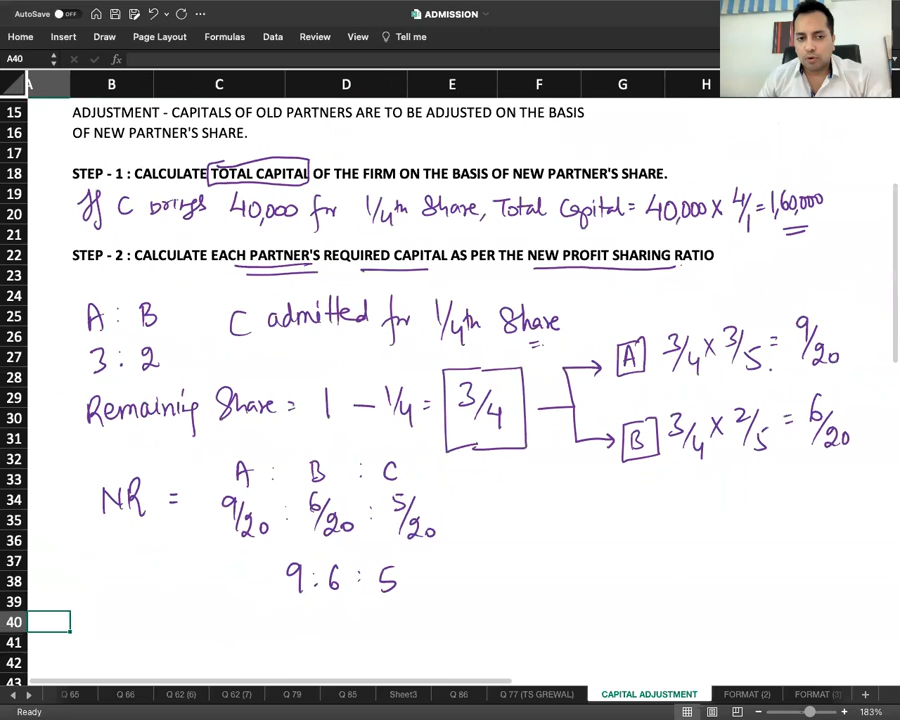 AutoSave OFF ADMISSION
Home Insert Draw Page Layout Formulas Data Review View Tell me
A40 fx
A B C D E F G H
15 ADJUSTMENT - CAPITALS OF OLD PARTNERS ARE TO BE ADJUSTED ON THE BASIS
16 OF NEW PARTNER'S SHARE.
17
18 STEP - 1 : CALCULATE TOTAL CAPITAL OF THE FIRM ON THE BASIS OF NEW PARTNER'S SHARE.
19
20 If C brings 40,000 for 1/4th Share, Total Capital = 40,000 × 4/1 = 1,60,000
21
22 STEP - 2 : CALCULATE EACH PARTNER'S REQUIRED CAPITAL AS PER THE NEW PROFIT SHARING RATIO
23
24
25 A : B C admitted for 1/4th Share
26 A 3/4 × 3/5 = 9/20
27 3 : 2
28
29 Remaining Share = 1 - 1/4 = 3/4
30
31 B 3/4 × 2/5 = 6/20
32
33 A : B : C
34 NR =
35 9/20 : 6/20 : 5/20
36
37
38 9 : 6 : 5
39
40
41
42
43
Q 65 Q 66 Q 62 (6) Q 62 (7) Q 79 Q 85 Sheet3 Q 86 Q 77 (TS GREWAL) CAPITAL ADJUSTMENT FORMAT (2) FORMAT (3)
Ready 183%